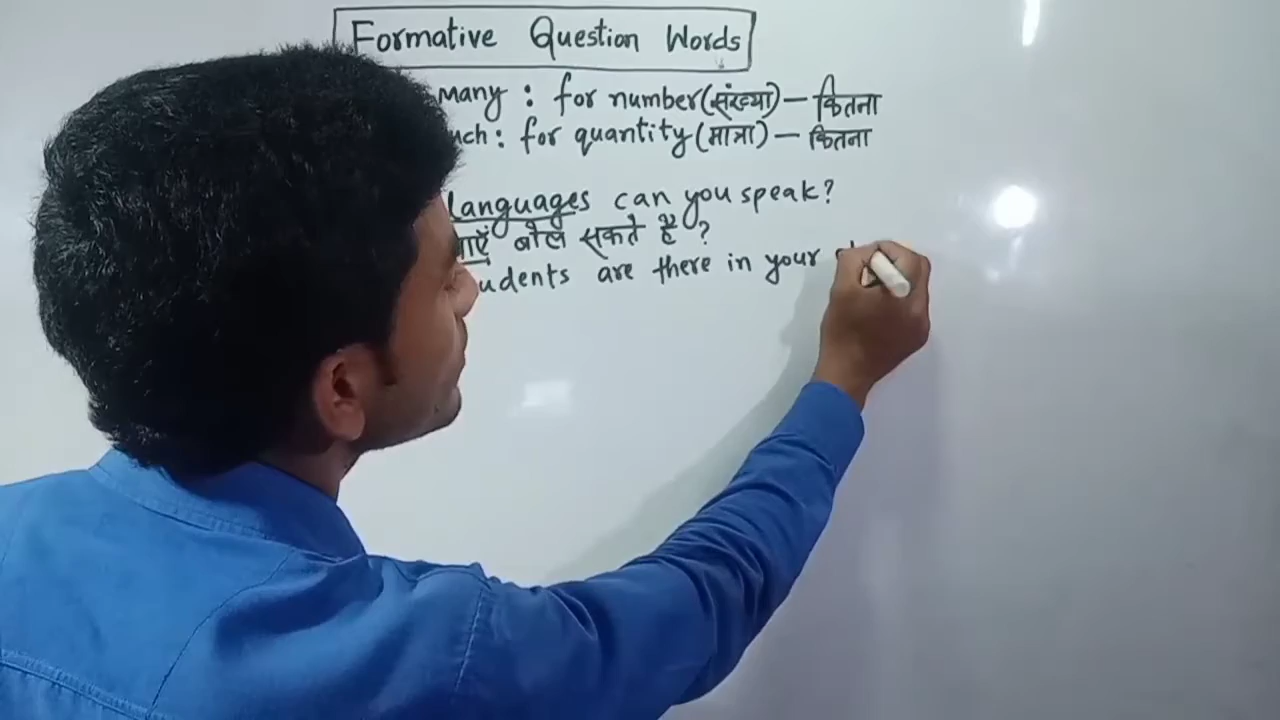 Formative Question Words
many : for number (संख्या) – कितना
uch : for quantity (मात्रा) – कितना
languages can you speak?
ाएँ बोल सकते हैं ?
udents are there in your